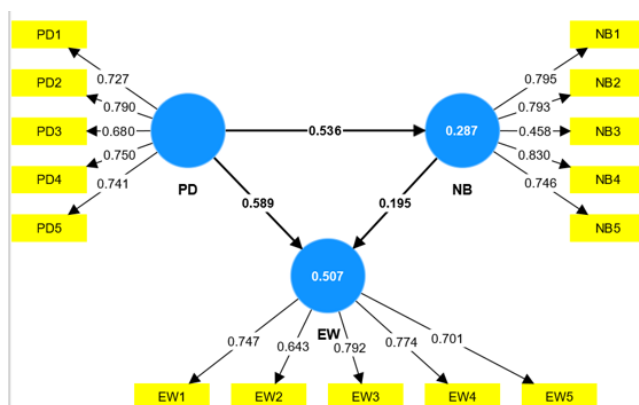 PD1
PD2
PD3
PD4
PD5
0.727
0.790
0.680
0.750
0.741
PD
0.536
0.589
0.287
NB
0.195
0.795
0.793
0.458
0.830
0.746
NB1
NB2
NB3
NB4
NB5
0.507
EW
0.747
0.643
0.792
0.774
0.701
EW1
EW2
EW3
EW4
EW5